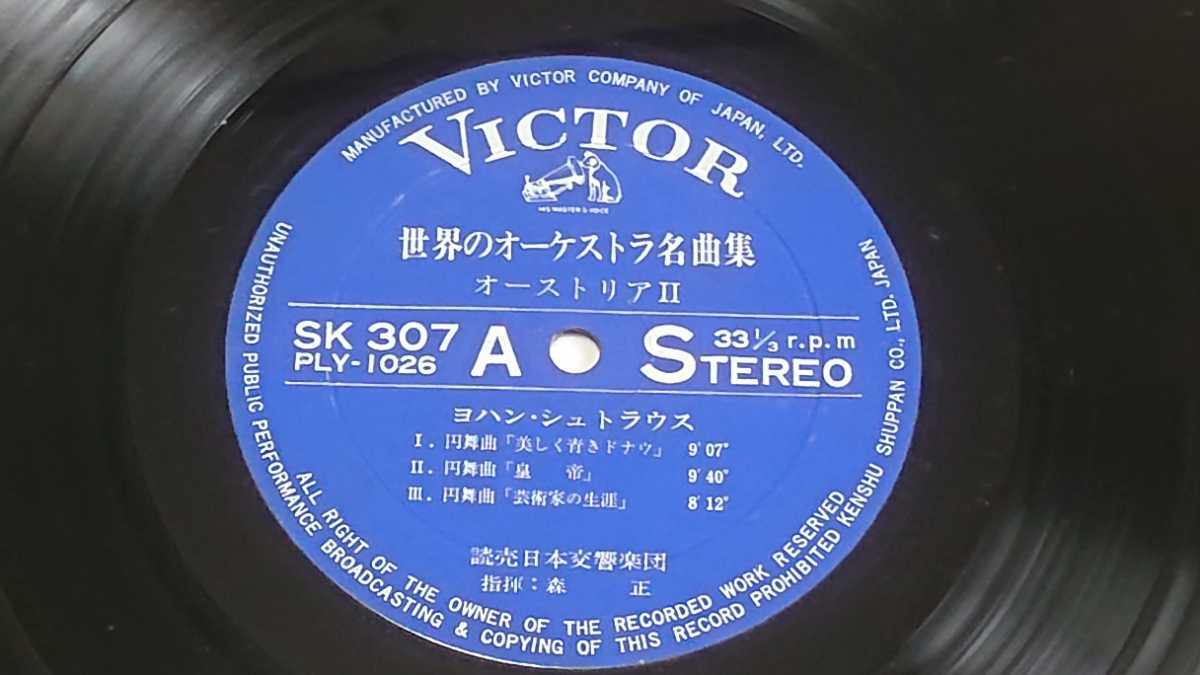 MANUFACTURED BY VICTOR COMPANY OF JAPAN, LTD.
VICTOR
HIS MASTER'S VOICE
世界のオーケストラ名曲集
オーストリアII
SK 307 A STEREO 33 1/3 r.p.m
PLY-1026
ヨハン・シュトラウス
I. 円舞曲「美しく青きドナウ」 9′07″
II. 円舞曲「皇 帝」 9′40″
III. 円舞曲「芸術家の生涯」 8′12″
読売日本交響楽団
指揮:森 正
ALL RIGHT OF THE OWNER OF THE RECORDED WORK RESERVED
UNAUTHORIZED PUBLIC PERFORMANCE BROADCASTING & COPYING OF THIS RECORD PROHIBITED KENSHU SHUPPAN CO., LTD. JAPAN